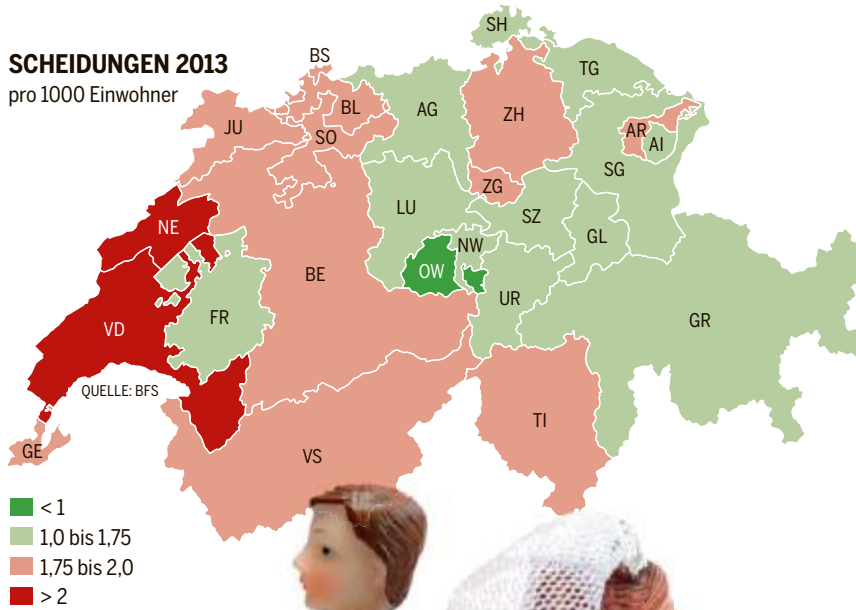 SCHEIDUNGEN 2013
pro 1000 Einwohner
SH
BS
TG
BL
AG
ZH
JU
SO
AR
AI
SG
ZG
LU
SZ
NE
GL
NW
OW
BE
UR
FR
GR
VD
QUELLE: BFS
TI
GE
VS
< 1
1,0 bis 1,75
1,75 bis 2,0
> 2